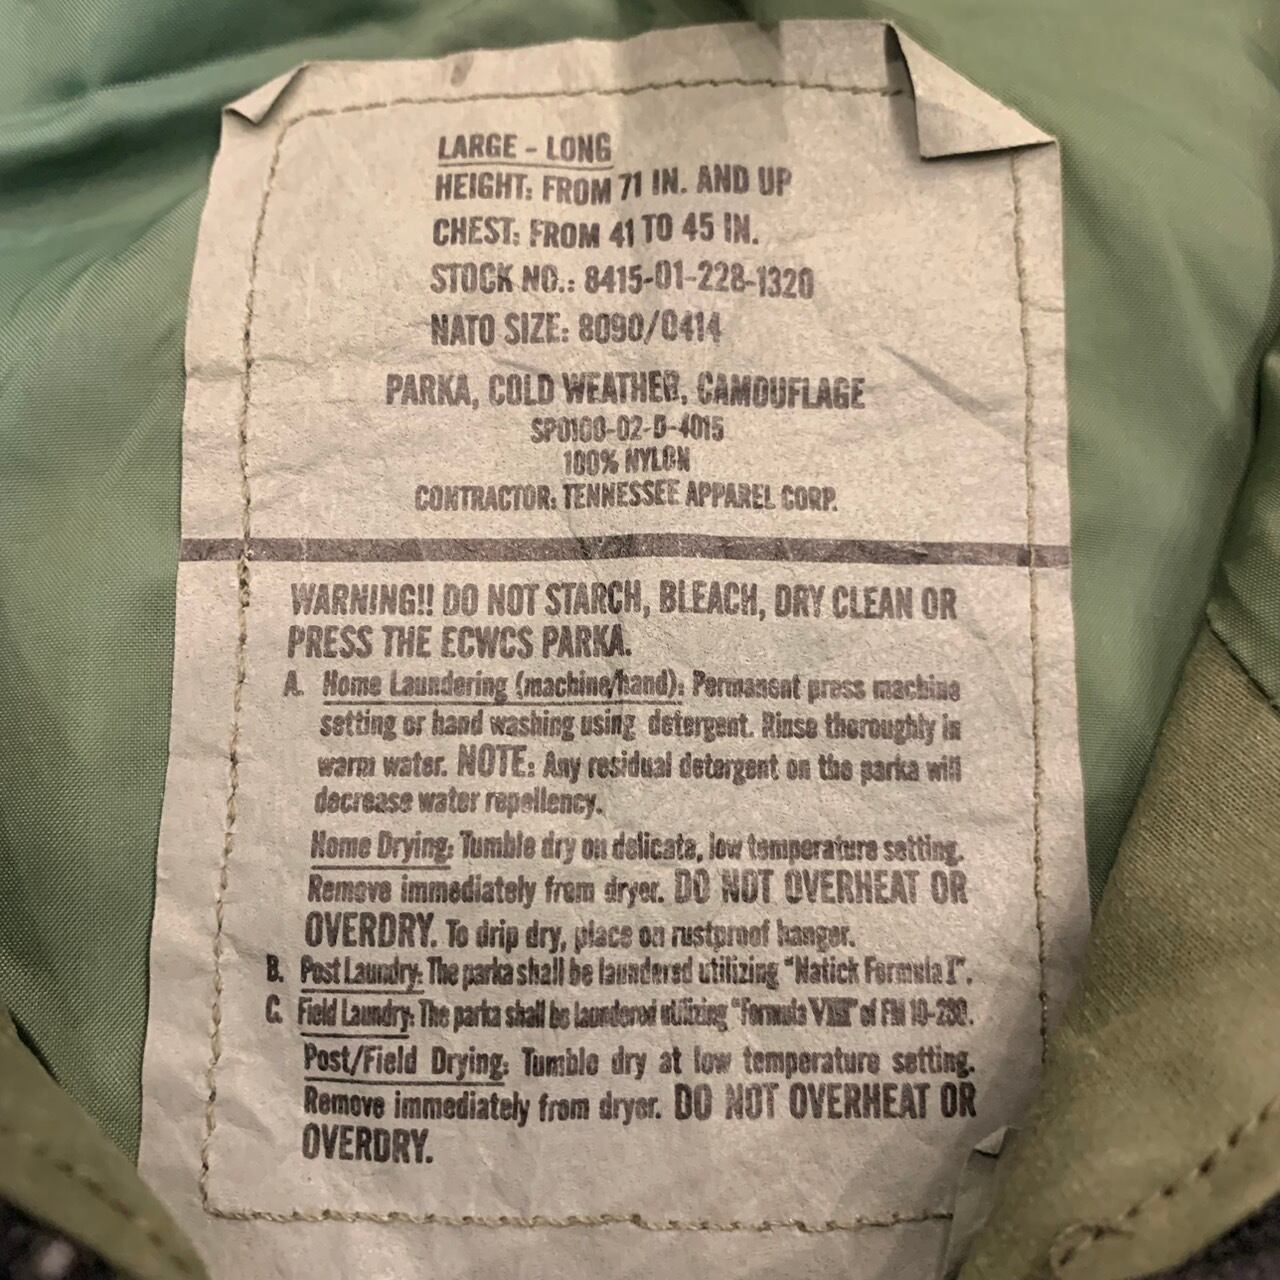 LARGE - LONG
HEIGHT: FROM 71 IN. AND UP
CHEST: FROM 41 TO 45 IN.
STOCK NO.: 8415-01-228-1320
NATO SIZE: 8090/0414
PARKA, COLD WEATHER, CAMOUFLAGE
SP0100-02-D-4015
100% NYLON
CONTRACTOR: TENNESSEE APPAREL CORP.
WARNING!! DO NOT STARCH, BLEACH, DRY CLEAN OR
PRESS THE ECWCS PARKA.
A. Home Laundering (machine/hand): Permanent press machine
setting or hand washing using detergent. Rinse thoroughly in
warm water. NOTE: Any residual detergent on the parka will
decrease water repellency.
Home Drying: Tumble dry on delicate, low temperature setting.
Remove immediately from dryer. DO NOT OVERHEAT OR
OVERDRY. To drip dry, place on rustproof hanger.
B. Post Laundry: The parka shall be laundered utilizing "Natick Formula I".
C. Field Laundry: The parka shall be laundered utilizing "Formula VIII" of FM 10-280.
Post/Field Drying: Tumble dry at low temperature setting.
Remove immediately from dryer. DO NOT OVERHEAT OR
OVERDRY.